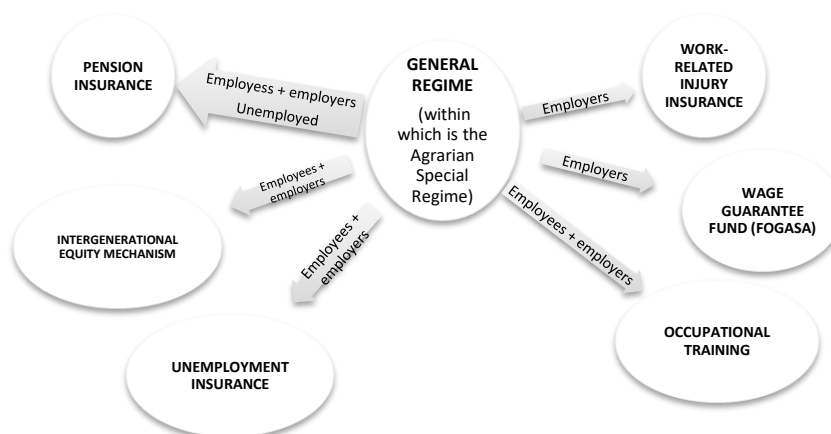 PENSION
INSURANCE
Employess + employers
Unemployed
GENERAL
REGIME
(within
which is the
Agrarian
Special
Regime)
Employers
WORK-
RELATED
INJURY
INSURANCE
Employees +
employers
INTERGENERATIONAL
EQUITY MECHANISM
Employers
WAGE
GUARANTEE
FUND (FOGASA)
Employees +
employers
UNEMPLOYMENT
INSURANCE
Employees + employers
OCCUPATIONAL
TRAINING